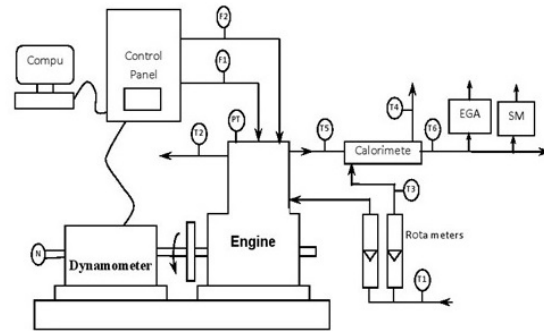 F2
Compu
Control
Panel
F1
T4
EGA
SM
T2
PT
T5
T6
Calorimete
T3
Rota meters
Engine
N
Dynamometer
T1